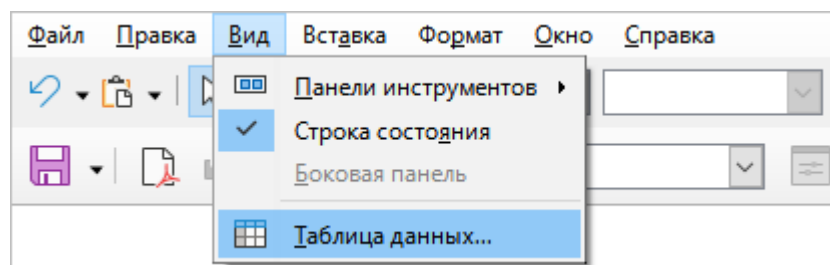 Файл Правка Вид Вставка Формат Окно Справка
Панели инструментов
Строка состояния
Боковая панель
Таблица данных...